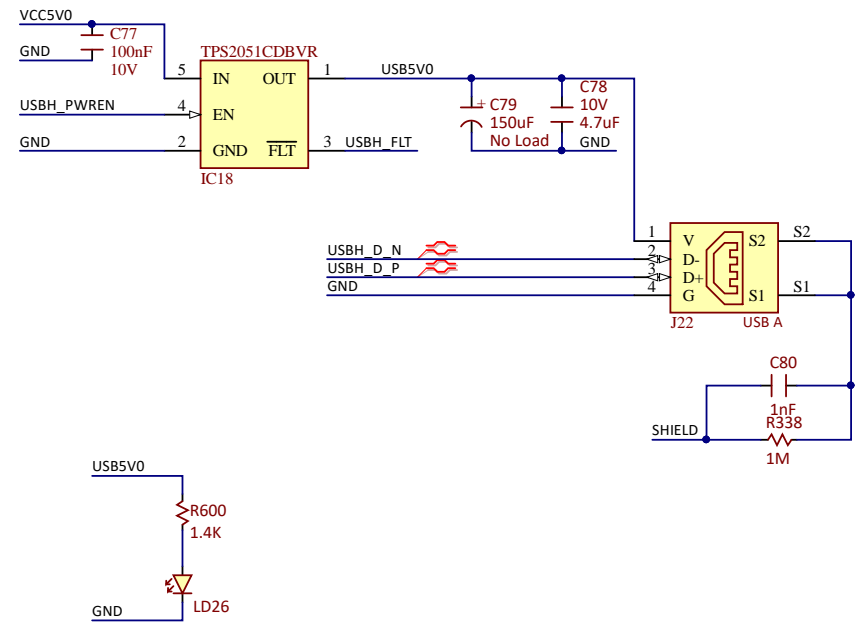 VCC5V0
C77
GND
100nF
10V
TPS2051CDBVR
5
IN
OUT
1
USB5V0
USBH_PWREN
4
EN
GND
2
GND
FLT
3
USBH_FLT
IC18
C79
150uF
No Load
C78
10V
4.7uF
GND
USBH_D_N
USBH_D_P
GND
1
2
3
4
V
D-
D+
G
S2
S1
S2
S1
J22
USB A
C80
1nF
SHIELD
R338
1M
USB5V0
R600
1.4K
LD26
GND